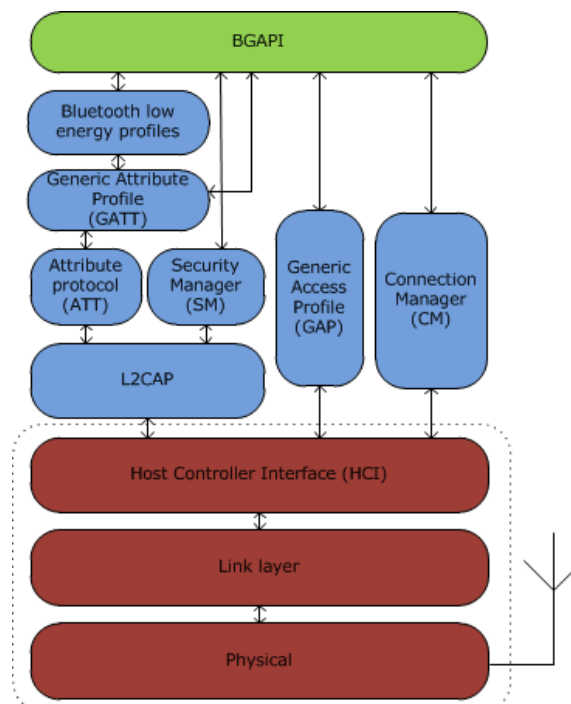 BGAPI
Bluetooth low
energy profiles
Generic Attribute
Profile
(GATT)
Attribute
protocol
(ATT)
Security
Manager
(SM)
Generic
Access
Profile
(GAP)
Connection
Manager
(CM)
L2CAP
Host Controller Interface (HCI)
Link layer
Physical